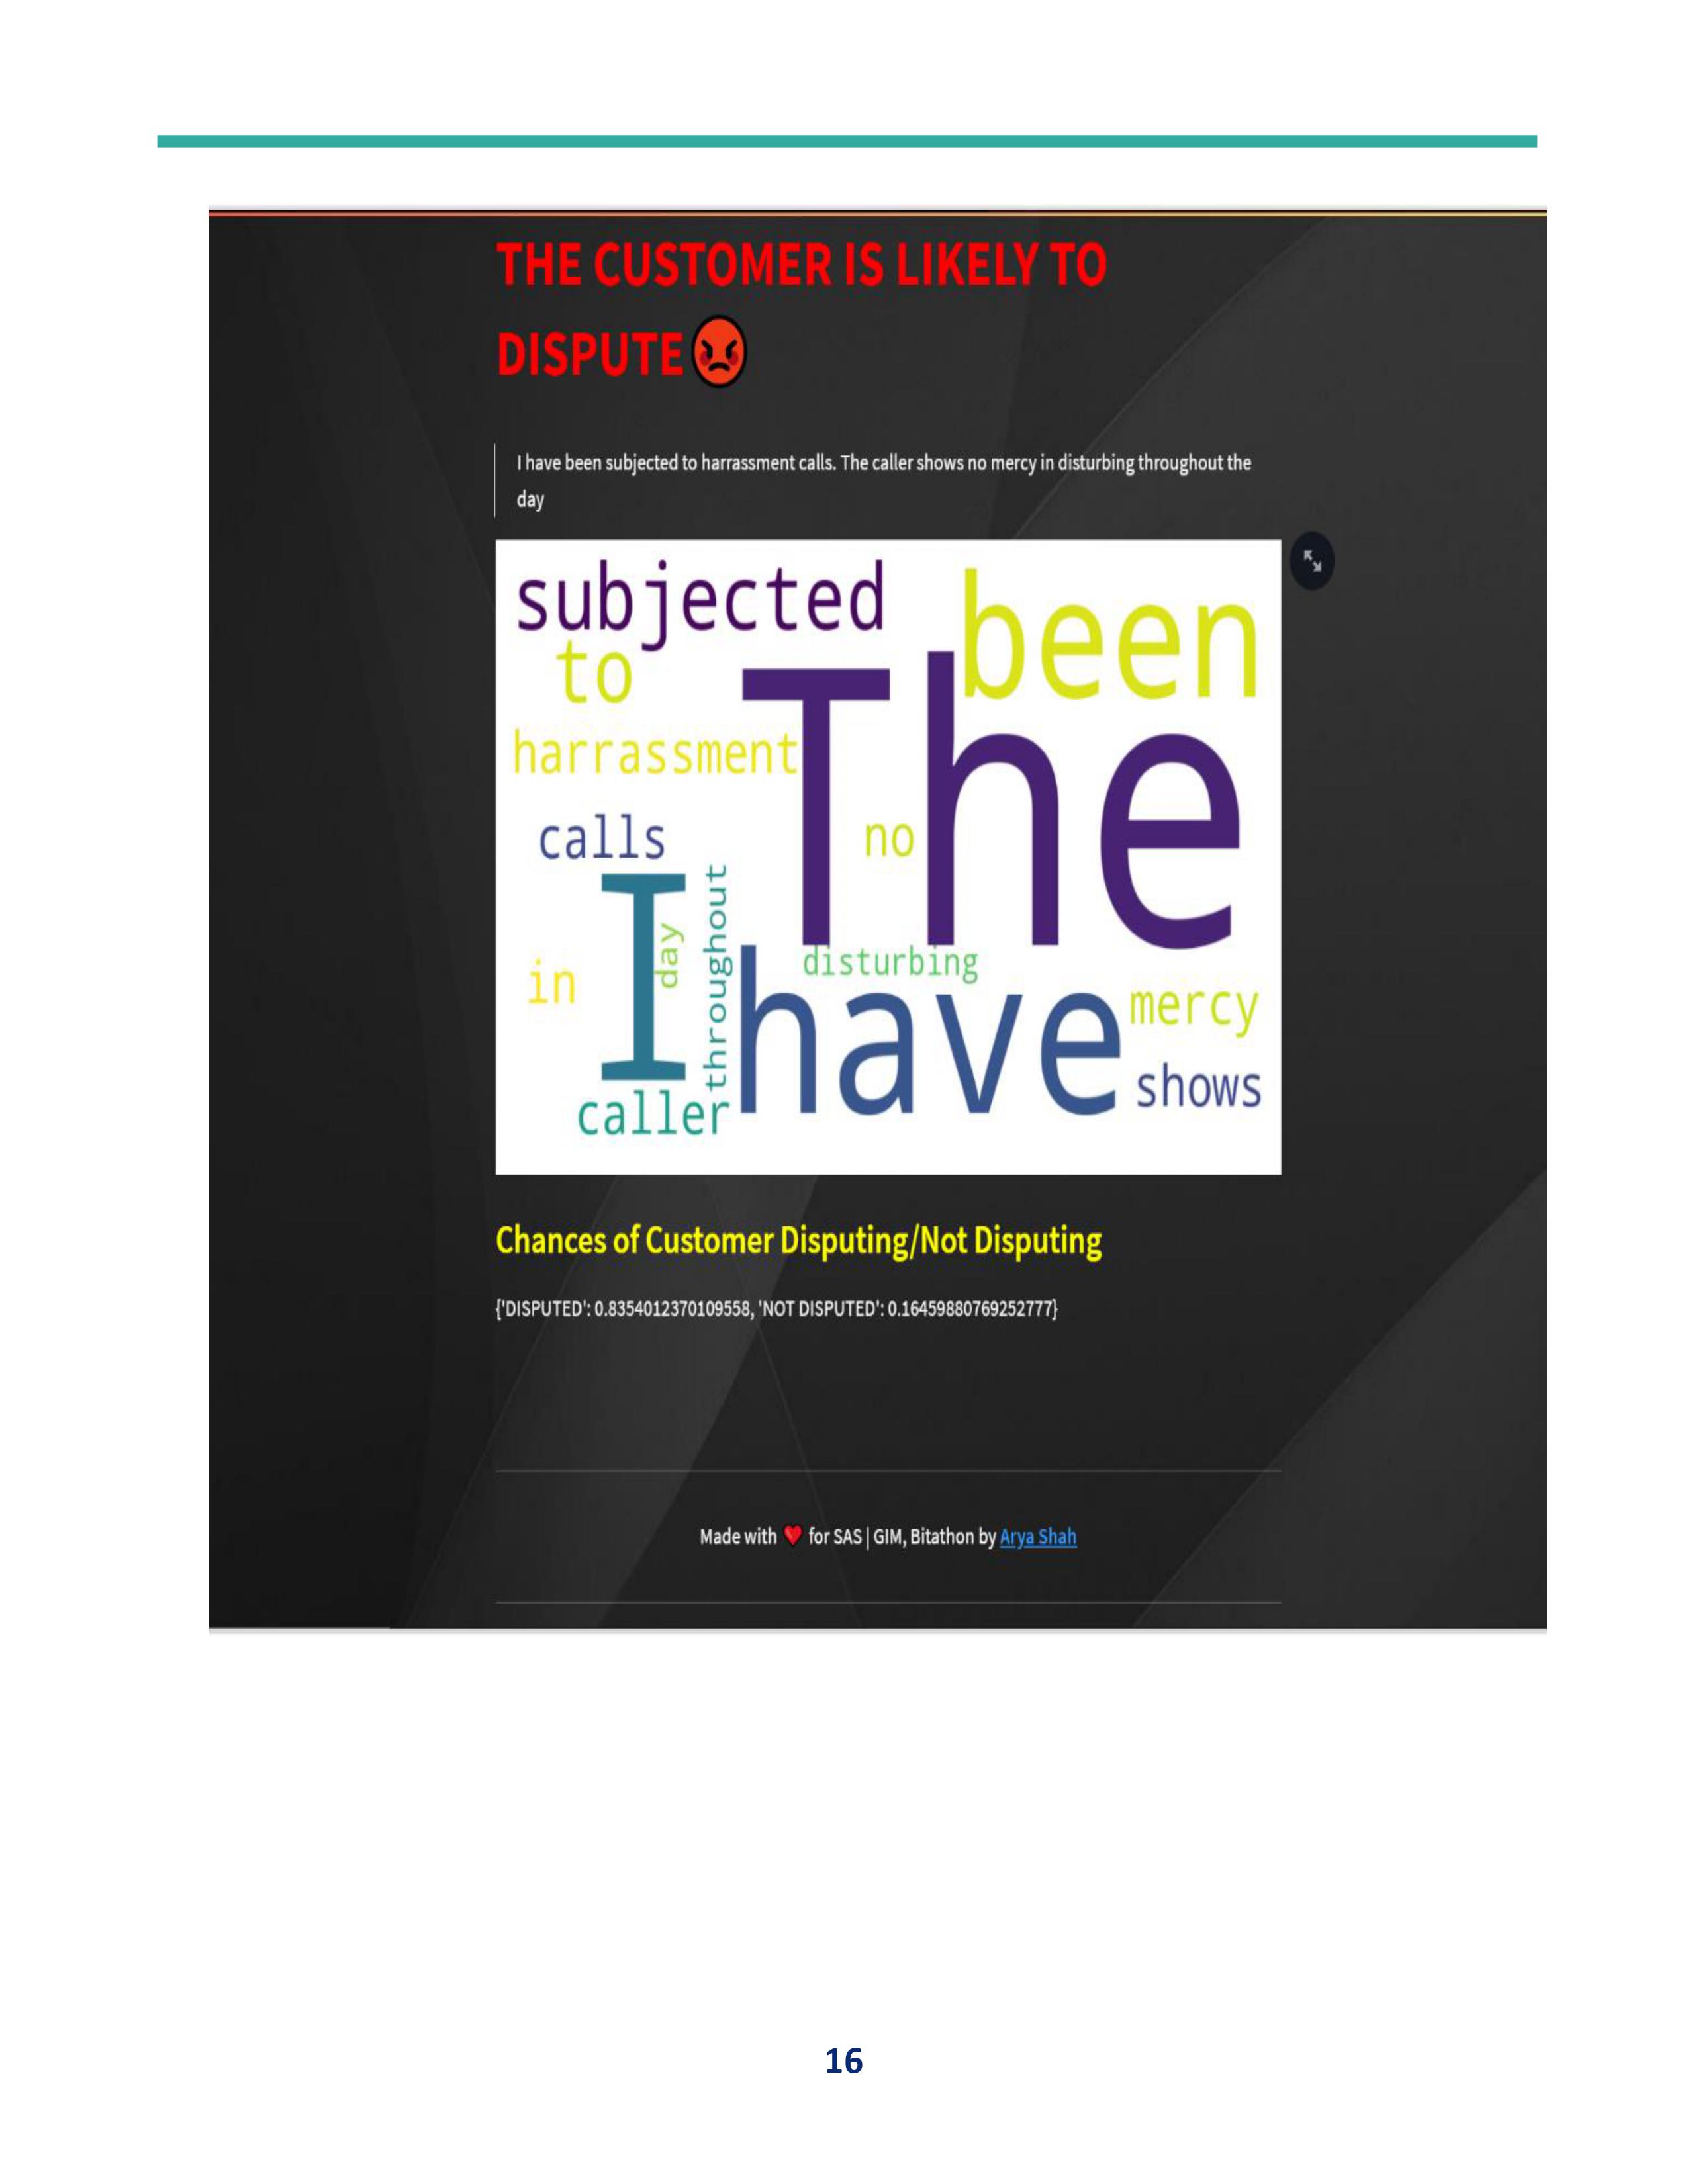 THE CUSTOMER IS LIKELY TO
DISPUTE
I have been subjected to harrassment calls. The caller shows no mercy in disturbing throughout the
day
subjected
been
to
The
harrassment
calls
no
I
day
throughout
in
disturbing
have
mercy
shows
caller
Chances of Customer Disputing/Not Disputing
{'DISPUTED': 0.8354012370109558, 'NOT DISPUTED': 0.16459880769252777}
Made with ❤ for SAS | GIM, Bitathon by Arya Shah
16